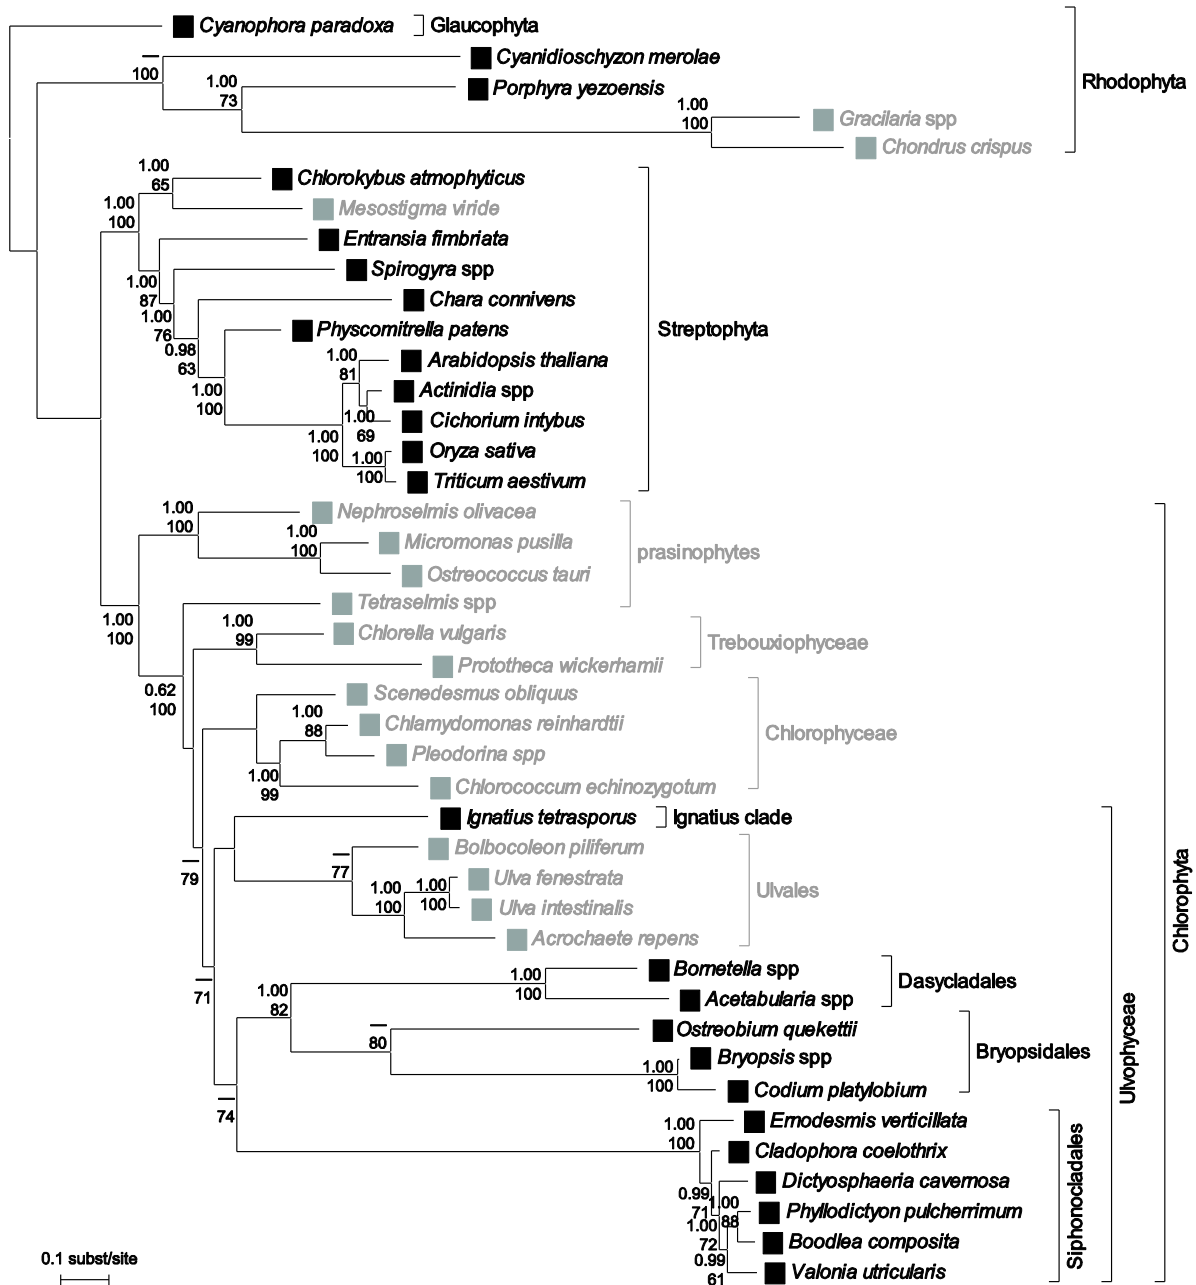 Cyanophora paradoxa
Glaucophyta
Cyanidioschyzon merolae
100
1.00
73
Porphyra yezoensis
Rhodophyta
1.00
100
Gracilaria spp
Chondrus crispus
1.00
65
Chlorokybus atmophyticus
1.00
100
Mesostigma viride
Entransia fimbriata
Spirogyra spp
1.00
87
Chara connivens
1.00
76
Physcomitrella patens
Streptophyta
0.98
63
1.00
81
Arabidopsis thaliana
Actinidia spp
1.00
100
1.00
69
Cichorium intybus
1.00
100
Oryza sativa
1.00
100
Triticum aestivum
1.00
100
Nephroselmis olivacea
1.00
100
Micromonas pusilla
prasinophytes
Ostreococcus tauri
Tetraselmis spp
1.00
100
1.00
99
Chlorella vulgaris
Trebouxiophyceae
Prototheca wickerhamii
0.62
100
Scenedesmus obliquus
1.00
88
Chlamydomonas reinhardtii
Chlorophyceae
Pleodorina spp
1.00
99
Chlorococcum echinozygotum
Ignatius tetrasporus
Ignatius clade
Bolbocoleon piliferum
79
77
Ulva fenestrata
1.00
100
1.00
100
Ulvales
Ulva intestinalis
Acrochaete repens
Chlorophyta
Bornetella spp
1.00
100
Dasycladales
71
1.00
82
Acetabularia spp
Ostreobium quekettii
80
Bryopsidales
Bryopsis spp
1.00
100
Codium platylobium
Ulvophyceae
74
Ernodesmis verticillata
1.00
100
Cladophora coelothrix
Dictyosphaeria cavernosa
0.99
71
1.00
88
Phyllodictyon pulcherrimum
Siphonocladales
1.00
72
Boodlea composita
0.99
61
Valonia utricularis
0.1 subst/site